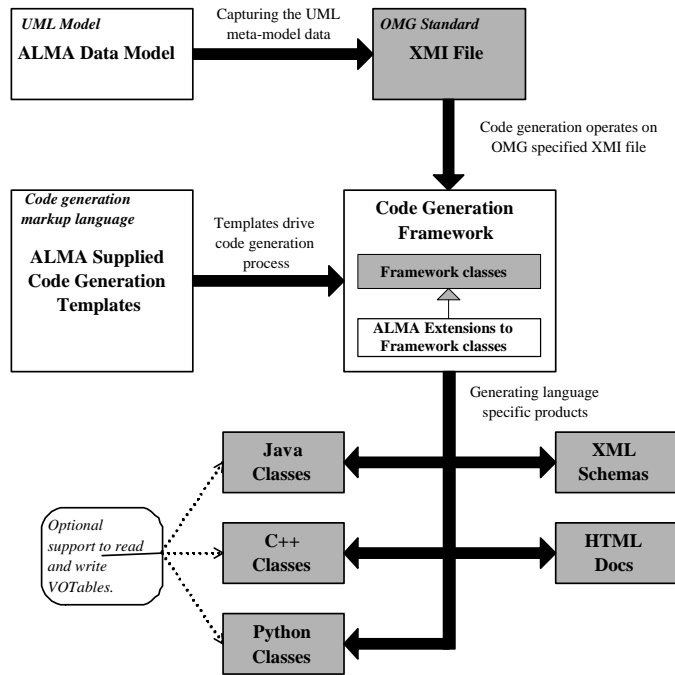 UML Model
ALMA Data Model
Capturing the UML
meta-model data
OMG Standard
XMI File
Code generation operates on
OMG specified XMI file
Code generation
markup language
ALMA Supplied
Code Generation
Templates
Templates drive
code generation
process
Code Generation
Framework
Framework classes
ALMA Extensions to
Framework classes
Generating language
specific products
Java
Classes
XML
Schemas
Optional
support to read
and write
VOTables.
C++
Classes
HTML
Docs
Python
Classes